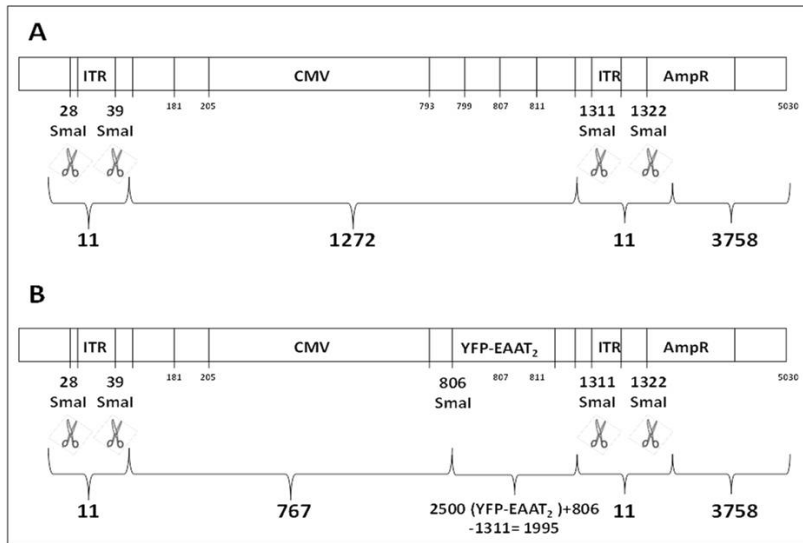 A
ITR CMV ITR AmpR
28 39 181 205 793 799 807 811 1311 1322 5030
SmaI SmaI SmaI SmaI
11 1272 11 3758
B
ITR CMV YFP-EAAT₂ ITR AmpR
28 39 181 205 806 807 811 1311 1322 5030
SmaI SmaI SmaI SmaI SmaI
11 767 2500 (YFP-EAAT₂)+806 11 3758
-1311= 1995